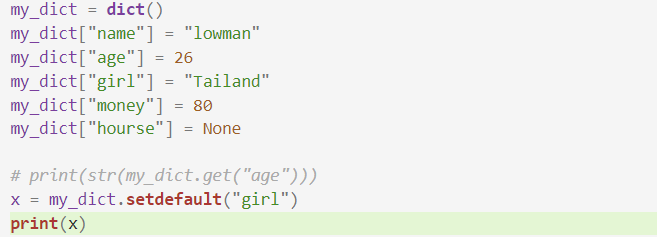 my_dict = dict()
my_dict["name"] = "lowman"
my_dict["age"] = 26
my_dict["girl"] = "Tailand"
my_dict["money"] = 80
my_dict["hourse"] = None
# print(str(my_dict.get("age")))
x = my_dict.setdefault("girl")
print(x)